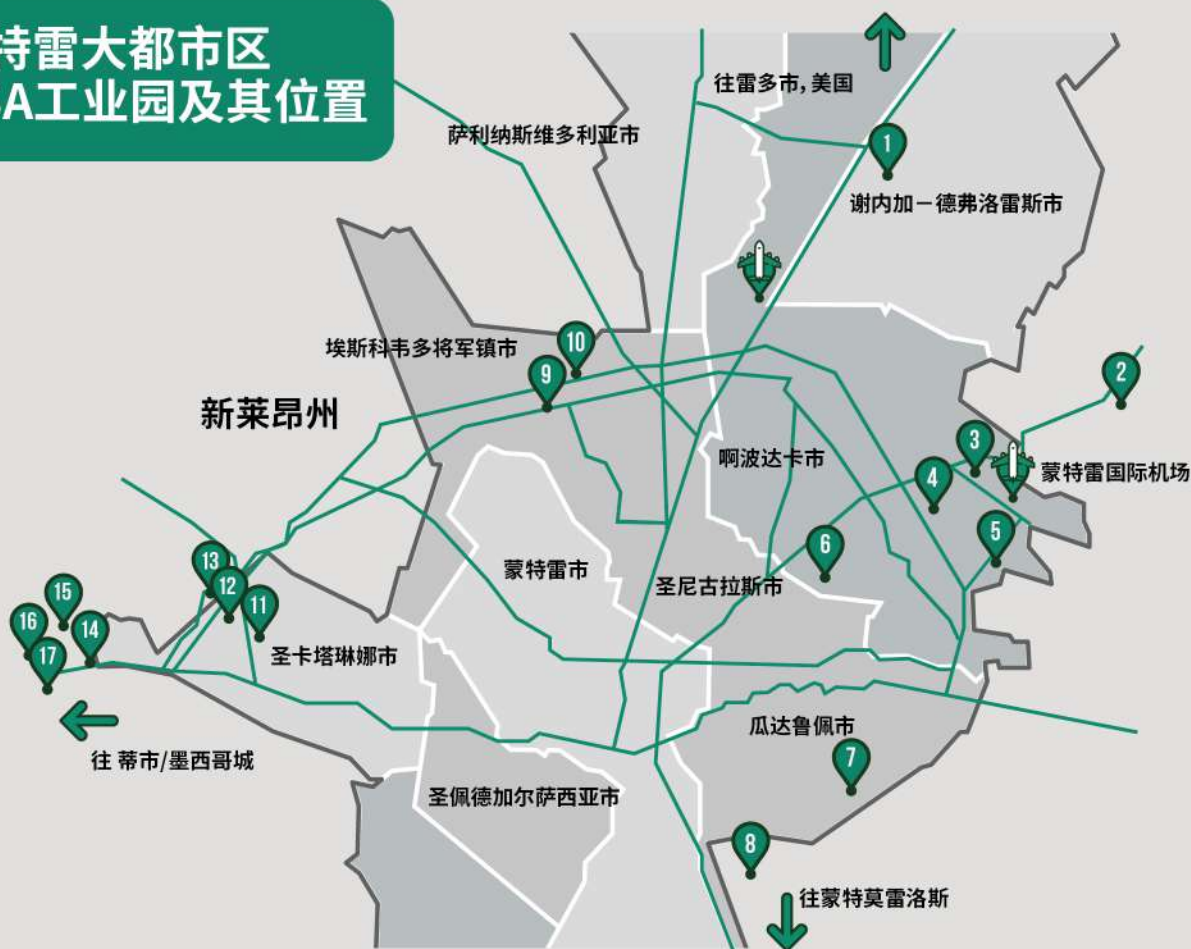 特雷大都市区
A工业园及其位置
往雷多市,美国
萨利纳斯维多利亚市
1
谢内加-德弗洛雷斯市
埃斯科韦多将军镇市
10
9
2
新莱昂州
3
啊波达卡市
4
蒙特雷国际机场
5
6
13
12
蒙特雷市
圣尼古拉斯市
15
11
16
14
17
圣卡塔琳娜市
瓜达鲁佩市
往 蒂市/墨西哥城
7
圣佩德加尔萨西亚市
8
往蒙特莫雷洛斯